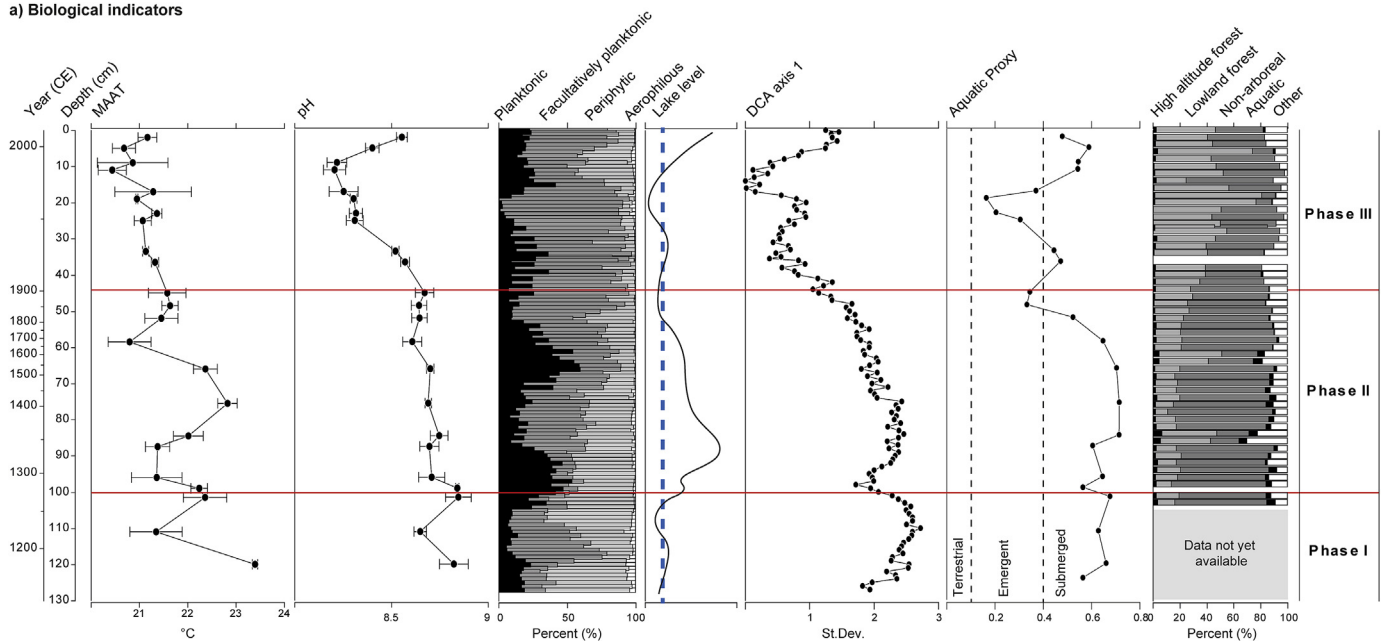 a) Biological indicators
Year (CE)
Depth (cm)
MAAT
pH
Planktonic
Facultatively planktonic
Periphytic
Aerophilous
Lake level
DCA axis 1
Aquatic Proxy
High altitude forest
Lowland forest
Non-arboreal
Aquatic
Other
2000
1900
1800
1700
1600
1500
1400
1300
1200
0
10
20
30
40
50
60
70
80
90
100
110
120
130
Phase III
Phase II
Phase I
Terrestrial
Emergent
Submerged
Data not yet
available
21 22 23 24
8.5 9
0 50 100
0 1 2 3
0.2 0.4 0.6 0.80
0 20 40 60 80 100
°C
Percent (%)
St.Dev.
Percent (%)